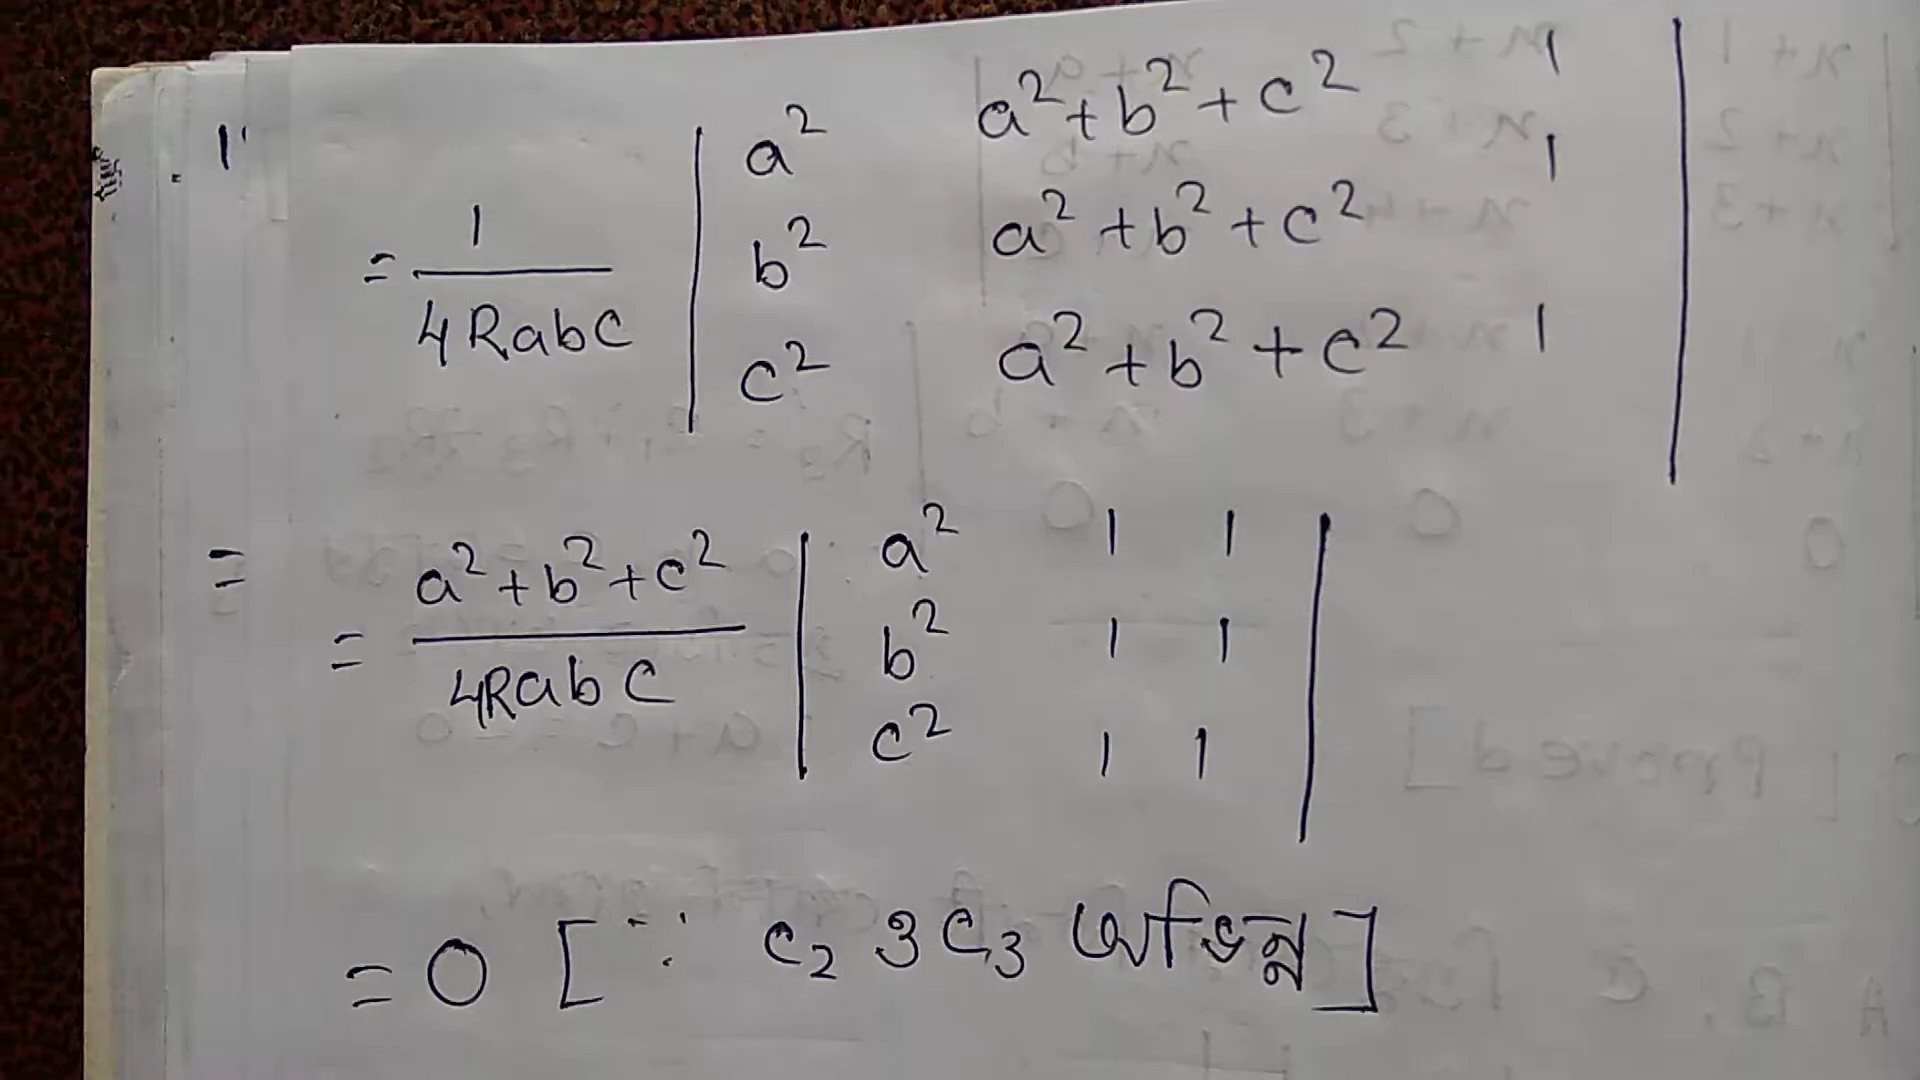 a² a²+b²+c² 1
= 1/4RabC b² a²+b²+c² 1
c² a²+b²+c² 1
=
a² 1 1
= a²+b²+c²/4RabC b² 1 1
c² 1 1
= 0 [∵ c₂ ও c₃ অভিন্ন]